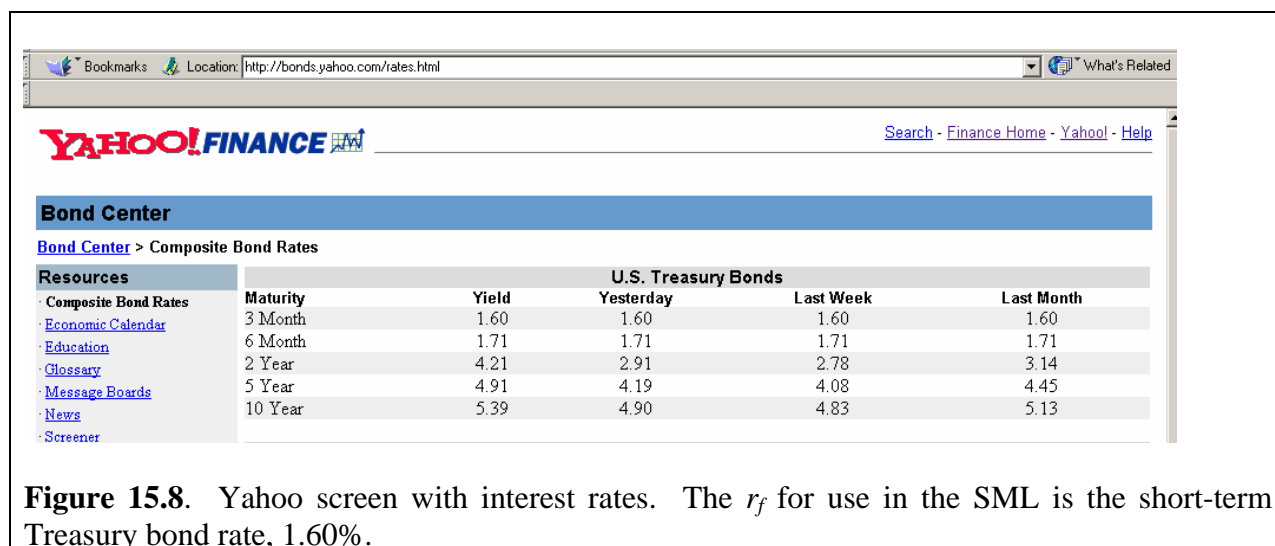 Bookmarks Location: http://bonds.yahoo.com/rates.html What's Related
YAHOO! FINANCE Search - Finance Home - Yahoo! - Help
Bond Center
Bond Center > Composite Bond Rates
Resources U.S. Treasury Bonds
· Composite Bond Rates Maturity Yield Yesterday Last Week Last Month
· Economic Calendar 3 Month 1.60 1.60 1.60 1.60
· Education 6 Month 1.71 1.71 1.71 1.71
· Glossary 2 Year 4.21 2.91 2.78 3.14
· Message Boards 5 Year 4.91 4.19 4.08 4.45
· News 10 Year 5.39 4.90 4.83 5.13
· Screener
Figure 15.8. Yahoo screen with interest rates. The rf for use in the SML is the short-term
Treasury bond rate, 1.60%.